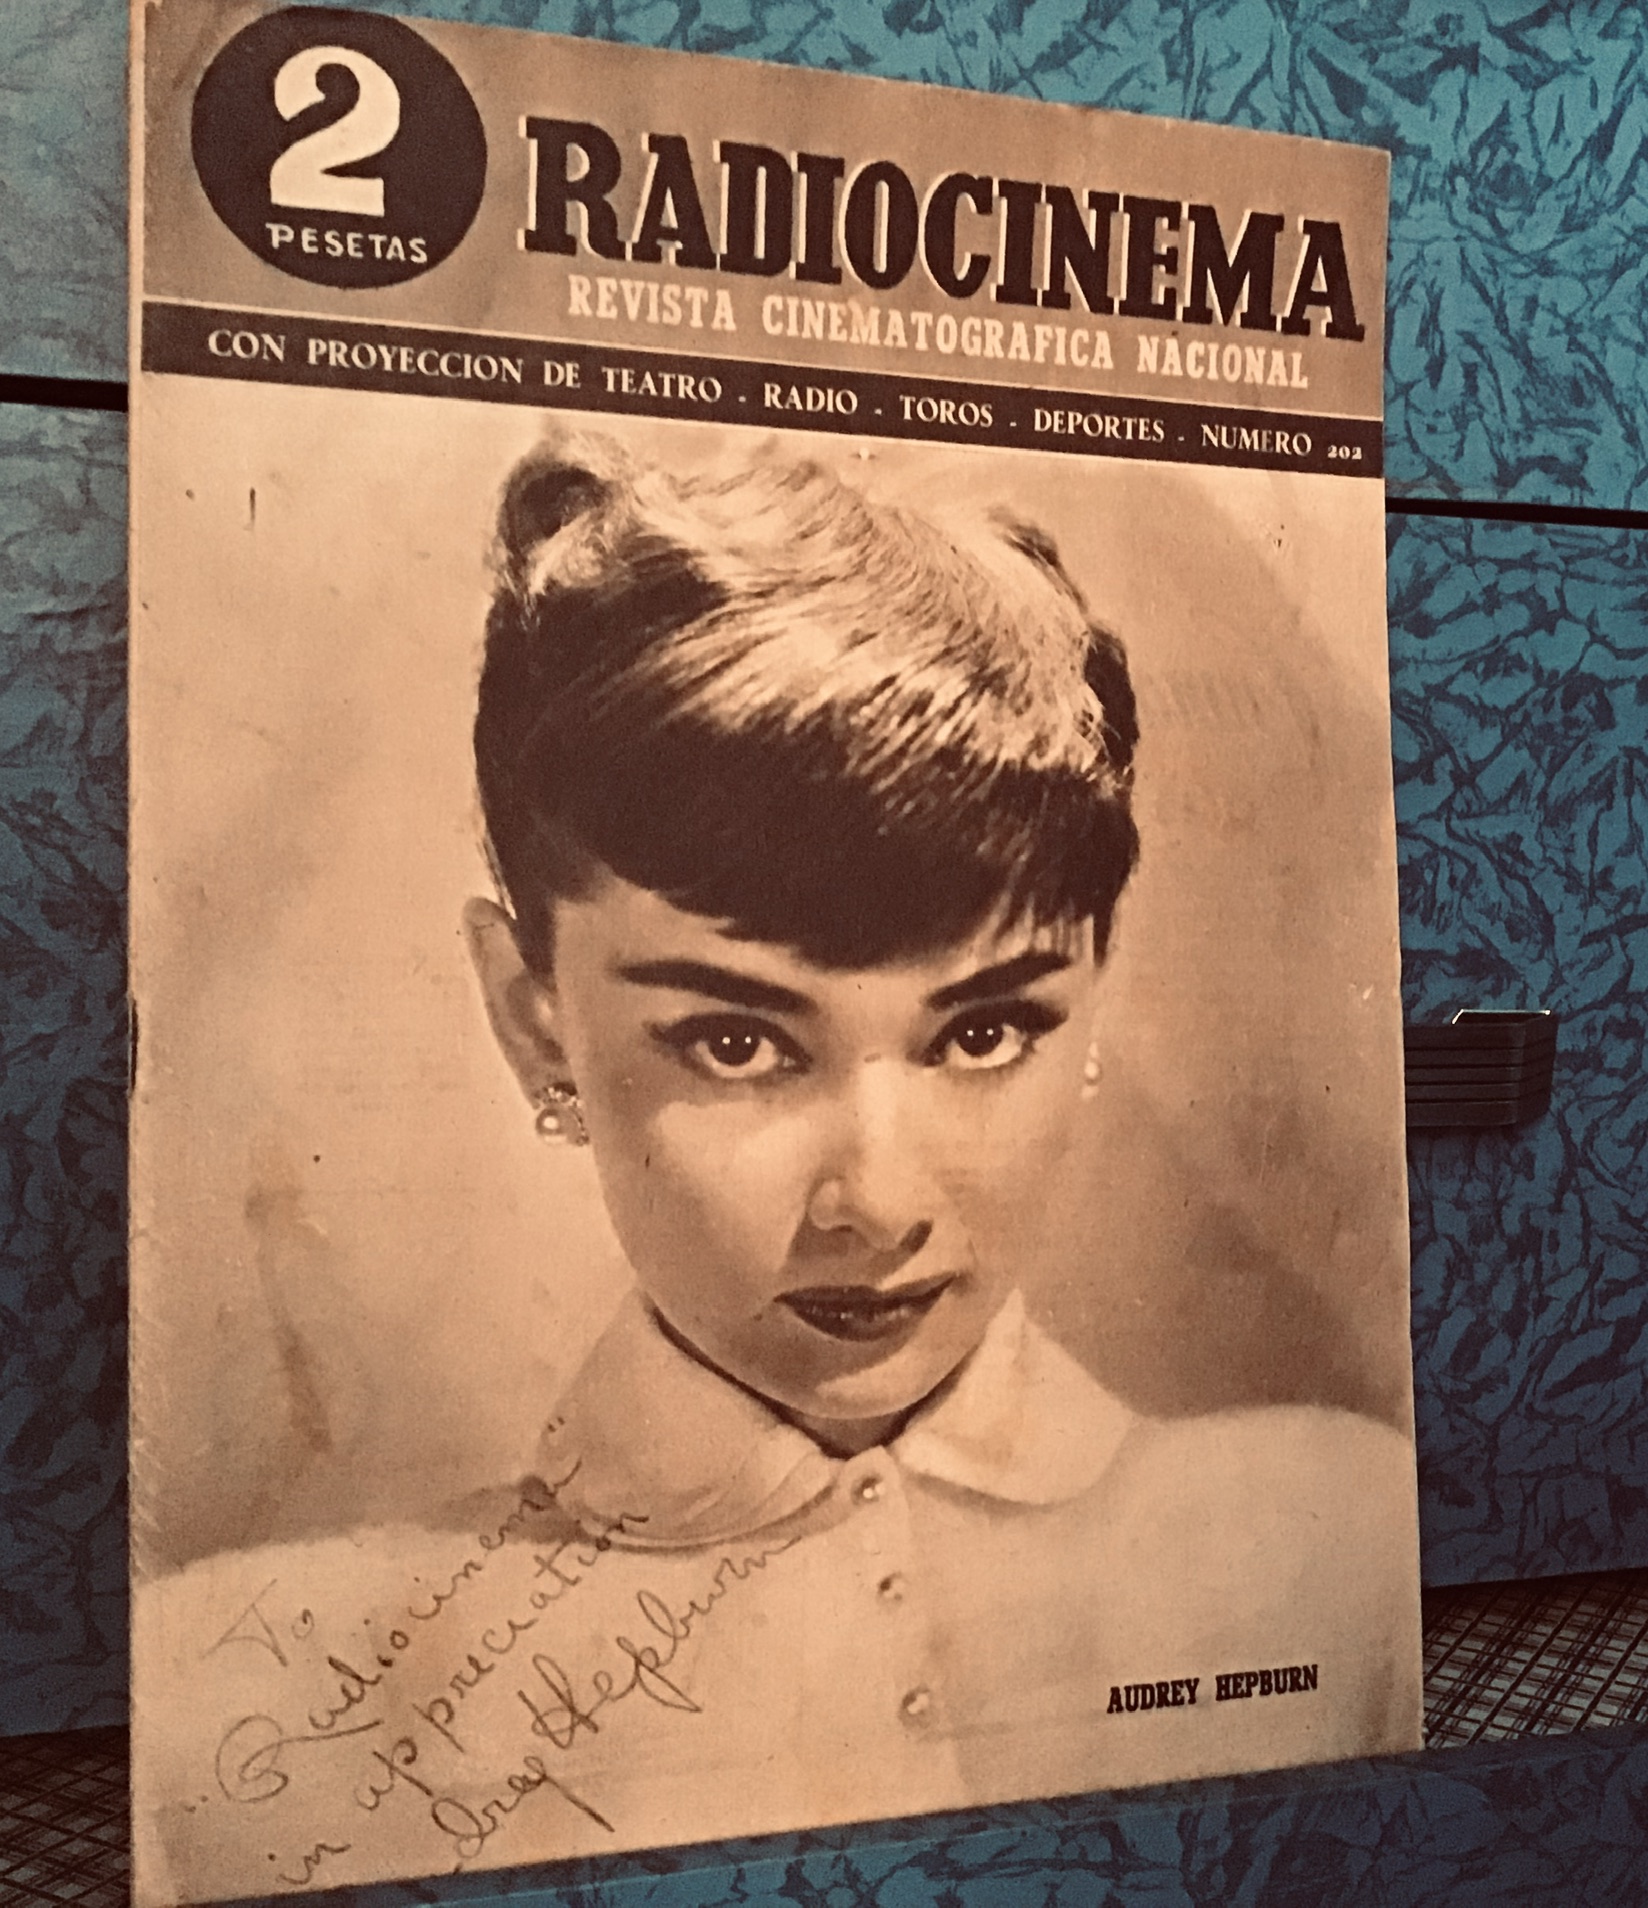 2
PESETAS
RADIOCINEMA
REVISTA CINEMATOGRAFICA NACIONAL
CON PROYECCION DE TEATRO - RADIO - TOROS - DEPORTES - NUMERO 202
To
"Radiocinema"
in appreciation
drey Hepburn
AUDREY HEPBURN